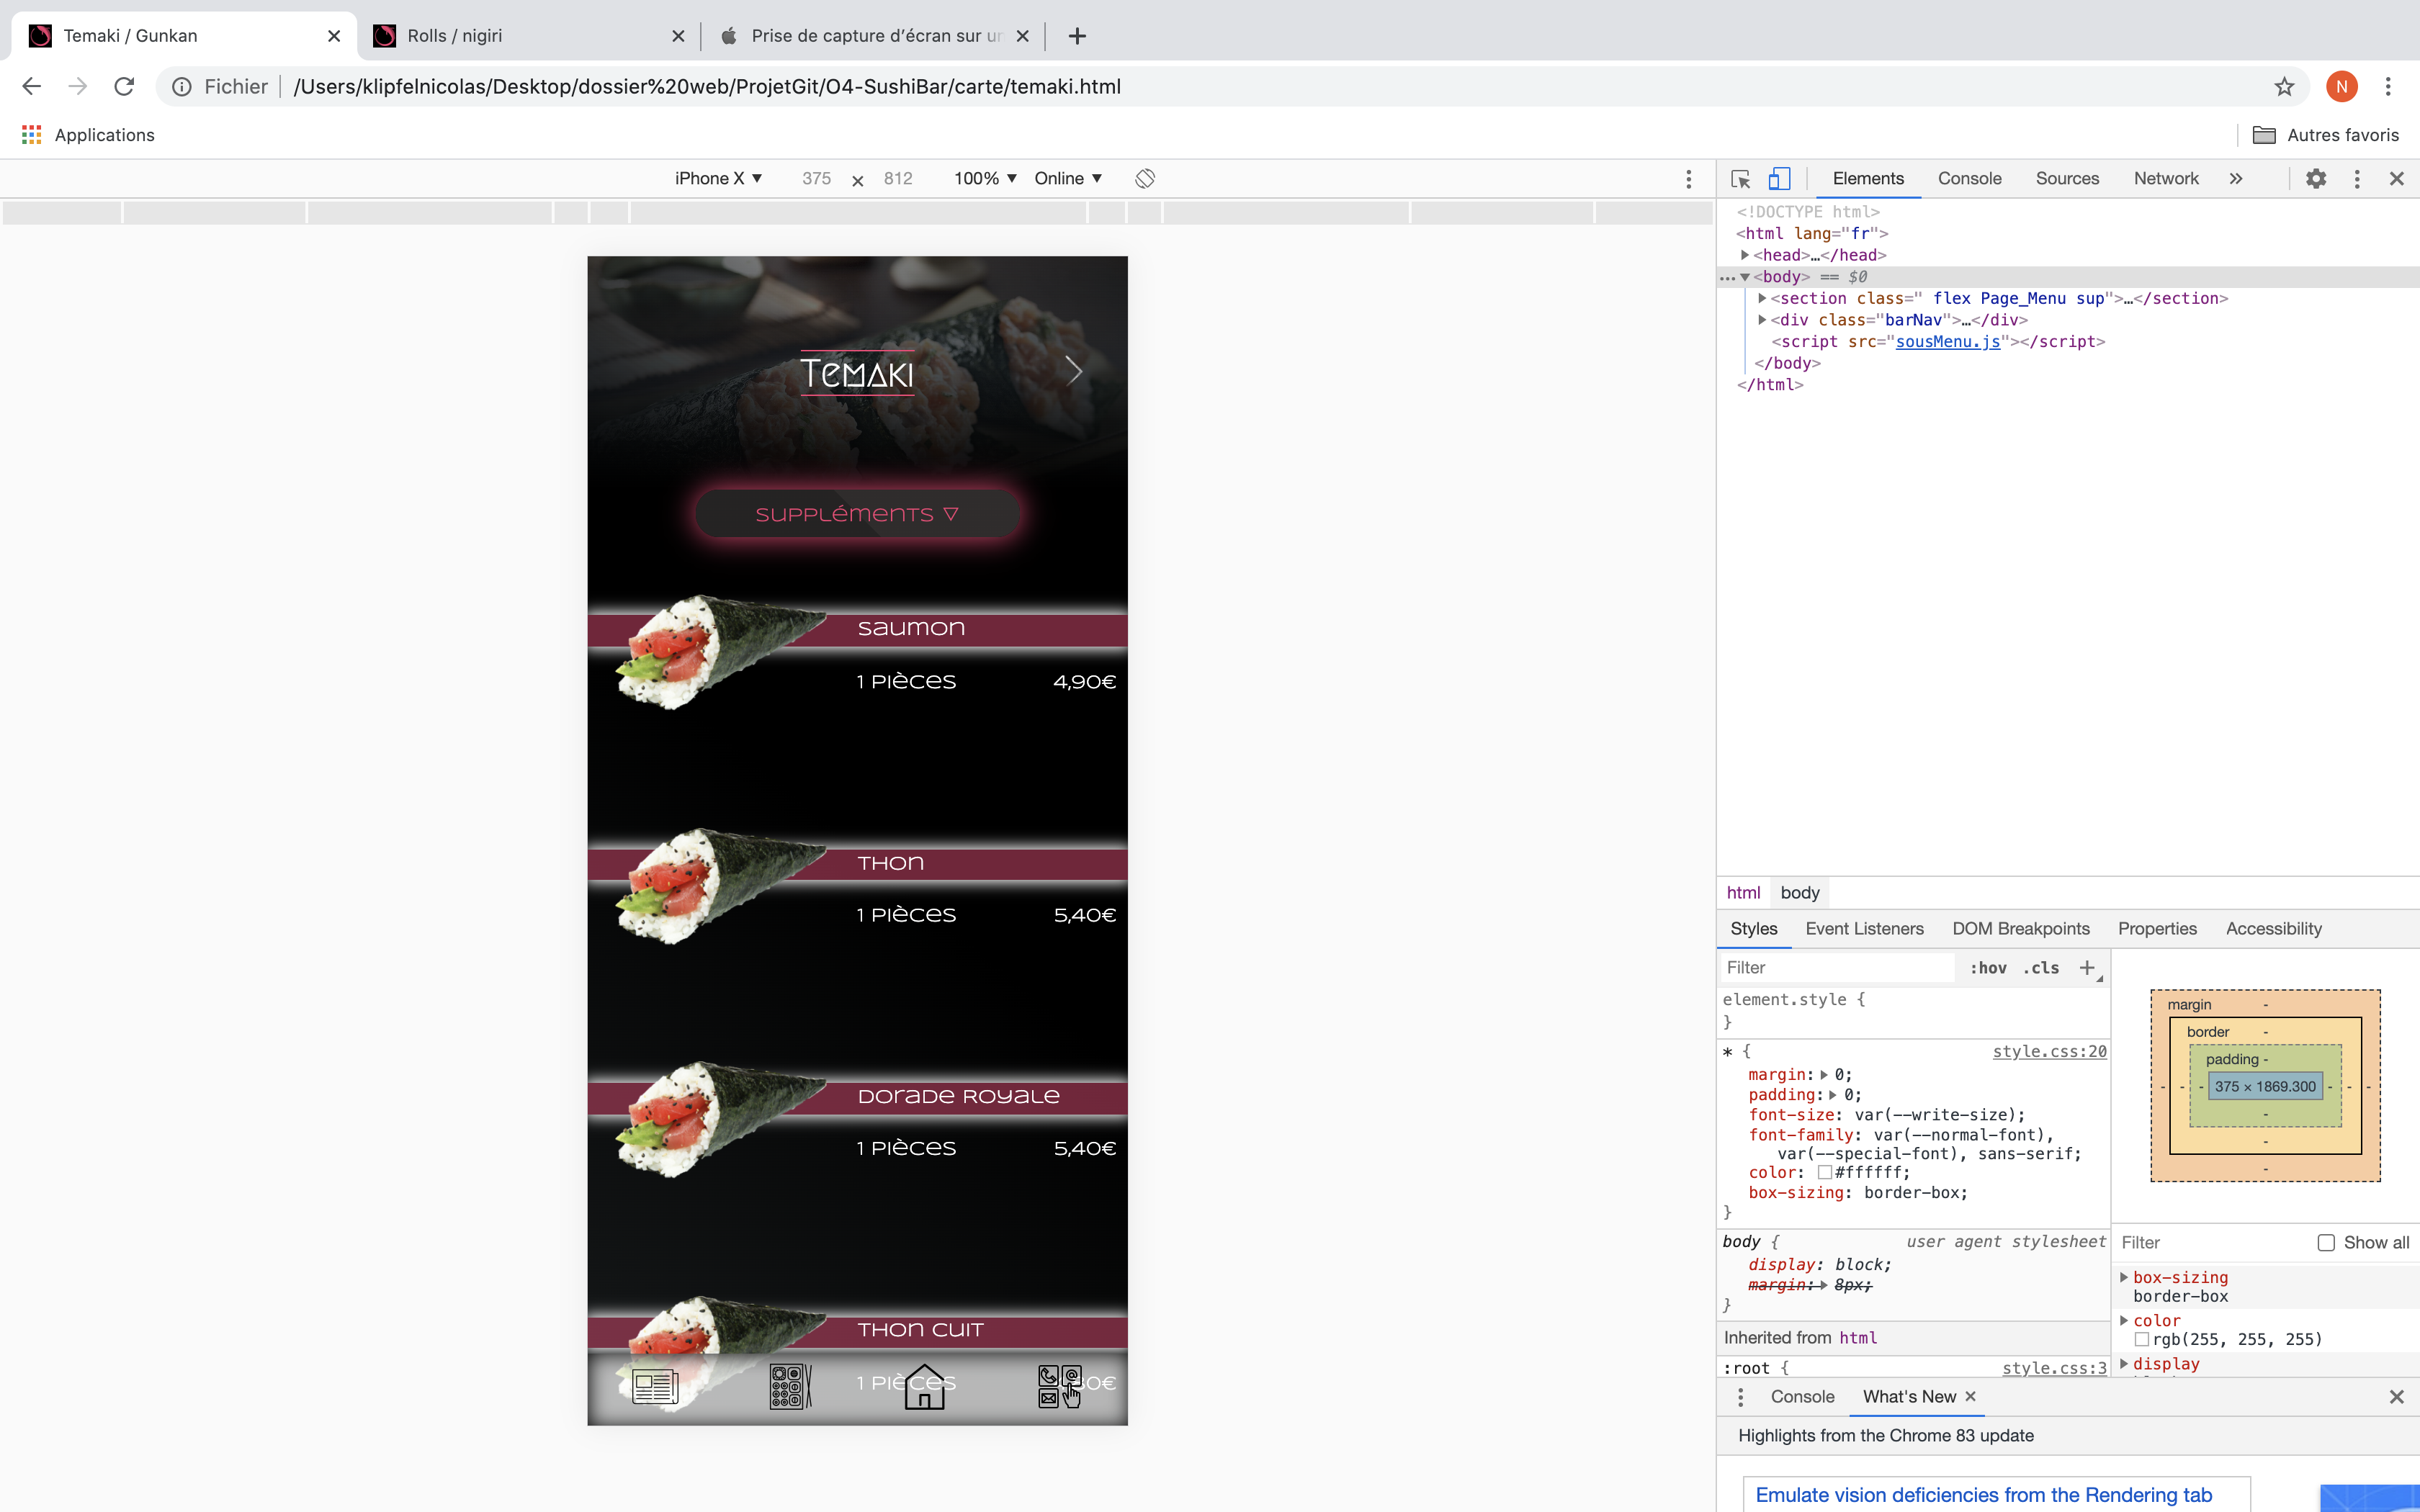 Temaki / Gunkan
Rolls / nigiri
Prise de capture d'écran sur un
Fichier
/Users/klipfelnicolas/Desktop/dossier%20web/ProjetGit/O4-SushiBar/carte/temaki.html
N
Applications
Autres favoris
iPhone X ▼ 375 × 812 100% ▼ Online ▼
Elements Console Sources Network »
<!DOCTYPE html>
<html lang="fr">
▶<head>…</head>
…▼<body> == $0
▶<section class=" flex Page_Menu sup">…</section>
▶<div class="barNav">…</div>
<script src="sousMenu.js"></script>
</body>
</html>
Temaki
suppléments ▽
saumon
1 pièces 4,90€
Thon
1 pièces 5,40€
Dorade Royale
1 pièces 5,40€
Thon cuit
1 pièces
html body
Styles Event Listeners DOM Breakpoints Properties Accessibility
Filter :hov .cls +
element.style {
}
* { style.css:20
margin:▶ 0;
padding:▶ 0;
font-size: var(--write-size);
font-family: var(--normal-font),
var(--special-font), sans-serif;
color: #ffffff;
box-sizing: border-box;
}
body { user agent stylesheet
display: block;
margin:▶ 8px;
}
Inherited from html
:root { style.css:3
margin -
border -
padding -
- - - 375 × 1869.300 - - -
-
-
-
Filter Show all
▶box-sizing
border-box
▶color
rgb(255, 255, 255)
▶display
Console What's New ×
Highlights from the Chrome 83 update
Emulate vision deficiencies from the Rendering tab